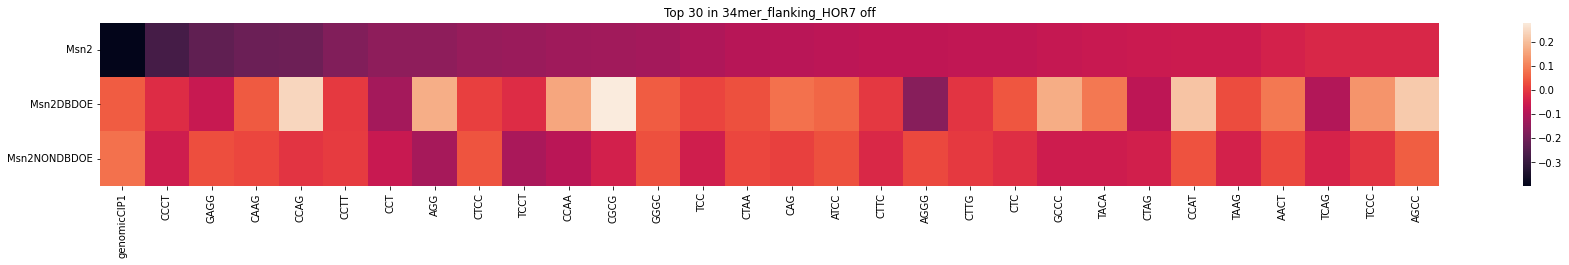 Top 30 in 34mer_flanking_HOR7 off
Msn2
Msn2DBDOE
Msn2NONDBDOE
genomicCIP1 CCCT GAGG CAAG CCAG CCTT CCT AGG CTCC TCCT CCAA CGCG GGGC TCC CTAA CAG ATCC CTTC AGGG CTTG CTC GCCC TACA CTAG CCAT TAAG AACT TCAG TCCC AGCC
0.2
0.1
0.0
−0.1
−0.2
−0.3